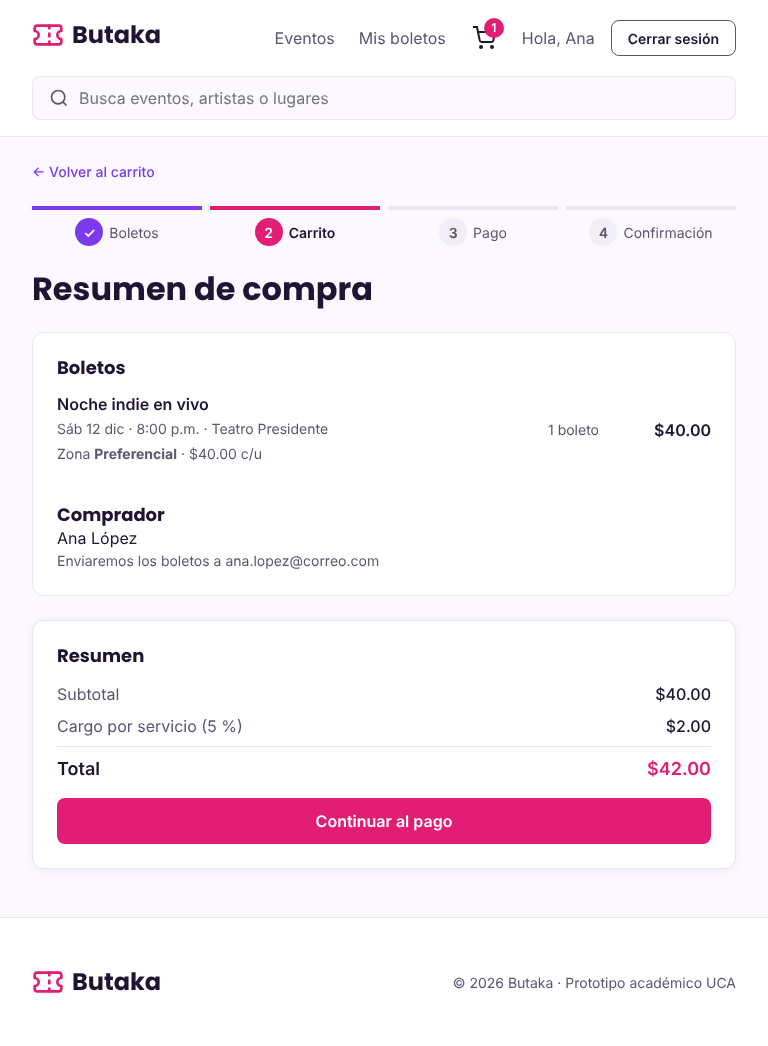 Butaka
Eventos Mis boletos 1 Hola, Ana Cerrar sesión
Busca eventos, artistas o lugares
← Volver al carrito
Boletos 2 Carrito 3 Pago 4 Confirmación
Resumen de compra
Boletos
Noche indie en vivo
Sáb 12 dic · 8:00 p.m. · Teatro Presidente 1 boleto $40.00
Zona Preferencial · $40.00 c/u
Comprador
Ana López
Enviaremos los boletos a ana.lopez@correo.com
Resumen
Subtotal $40.00
Cargo por servicio (5 %) $2.00
Total $42.00
Continuar al pago
Butaka © 2026 Butaka · Prototipo académico UCA